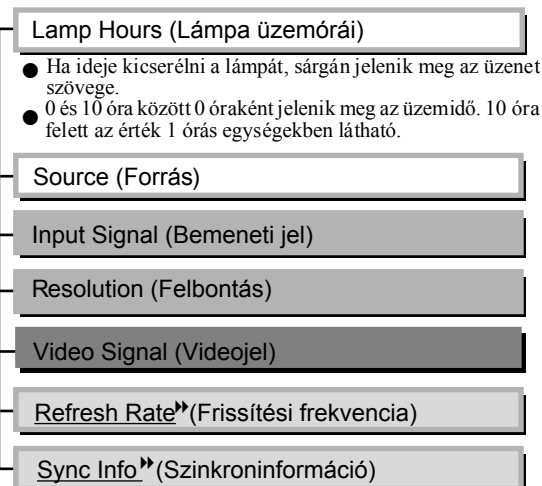 Lamp Hours (Lámpa üzemórái)
● Ha ideje kicserélni a lámpát, sárgán jelenik meg az üzenet
szövege.
● 0 és 10 óra között 0 óraként jelenik meg az üzemidő. 10 óra
felett az érték 1 órás egységekben látható.
Source (Forrás)
Input Signal (Bemeneti jel)
Resolution (Felbontás)
Video Signal (Videojel)
Refresh Rate (Frissítési frekvencia)
Sync Info (Szinkroninformáció)